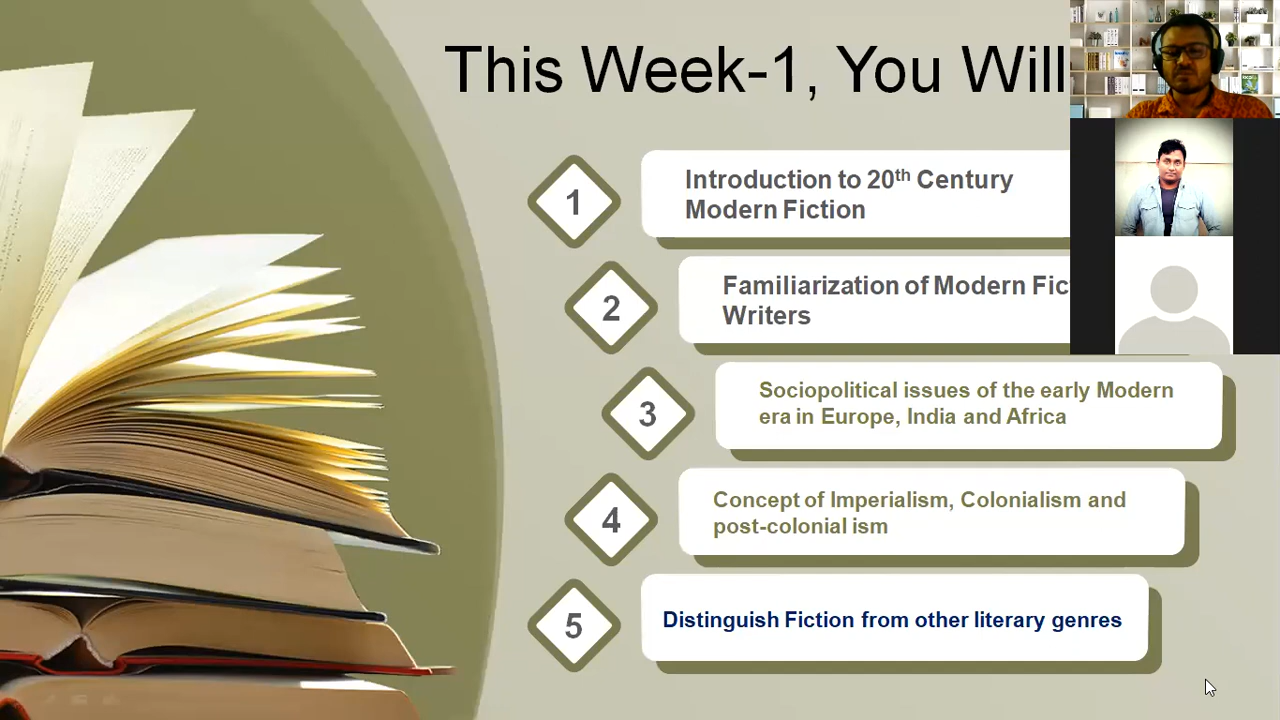 This Week-1, You Will
1
Introduction to 20th Century
Modern Fiction
2
Familiarization of Modern Fic
Writers
3
Sociopolitical issues of the early Modern
era in Europe, India and Africa
4
Concept of Imperialism, Colonialism and
post-colonial ism
5
Distinguish Fiction from other literary genres